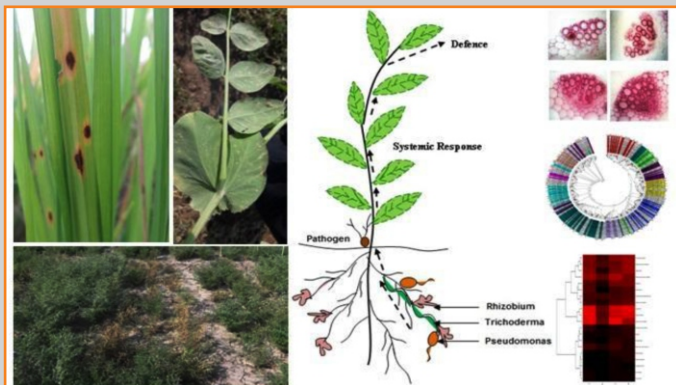 Defence
Systemic Response
Pathogen
Rhizobium
Trichoderma
Pseudomonas